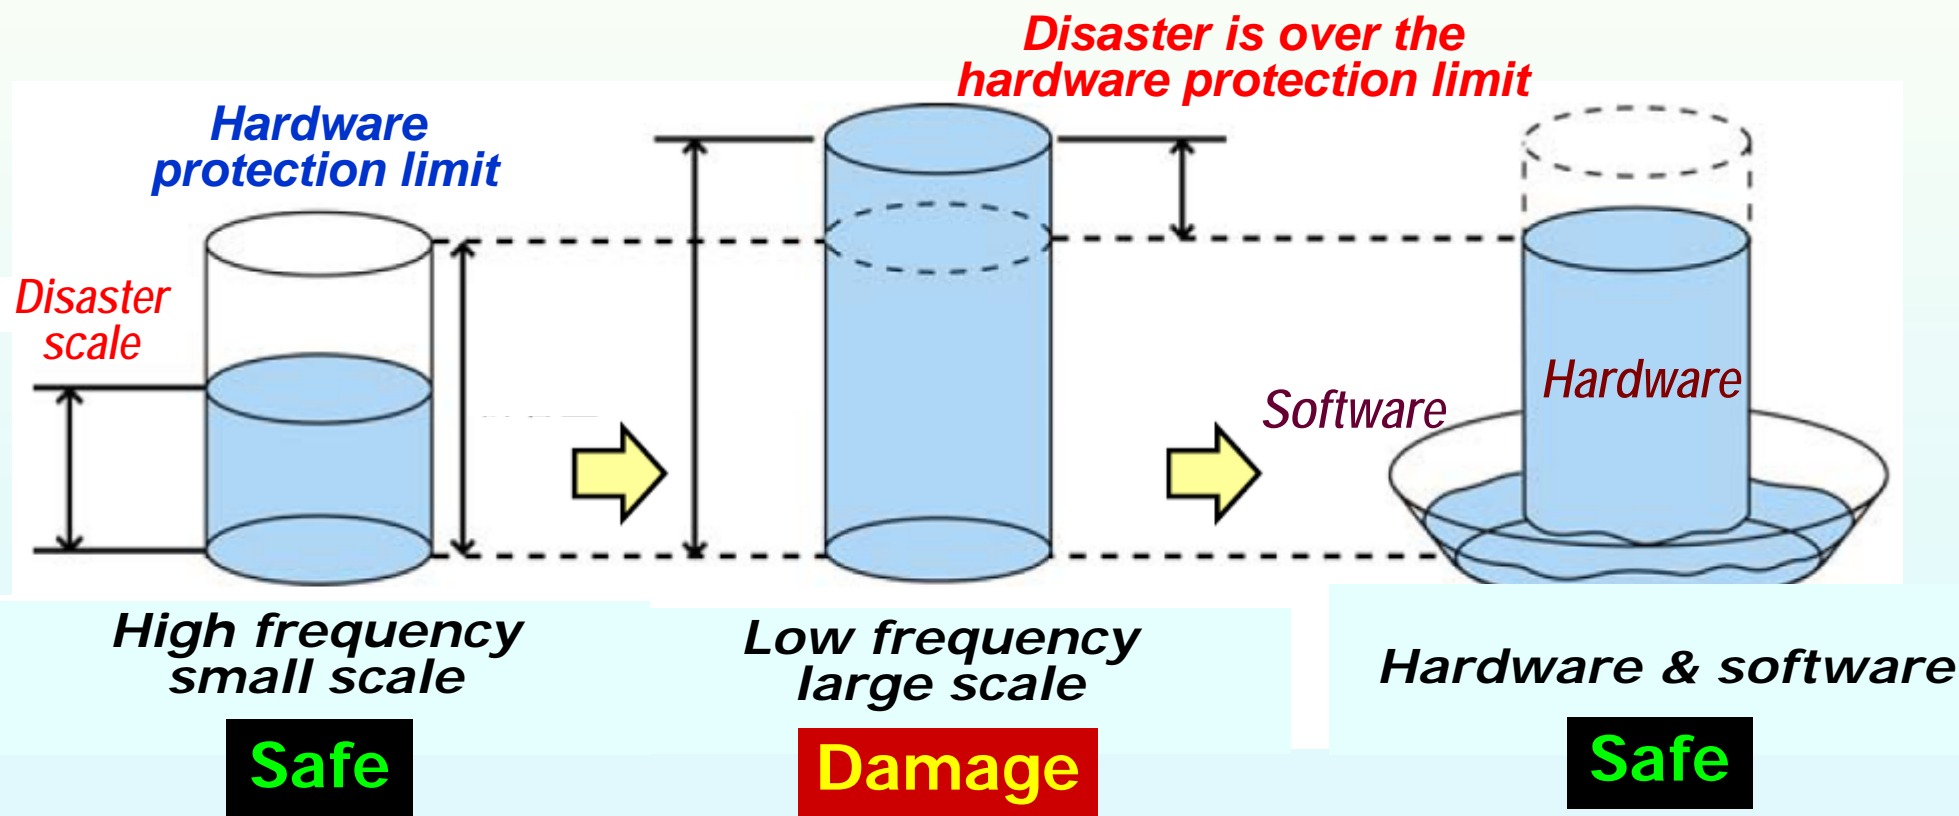 Disaster is over the
hardware protection limit
Hardware
protection limit
Disaster
scale
Software
Hardware
High frequency
small scale
Safe
Low frequency
large scale
Damage
Hardware & software
Safe